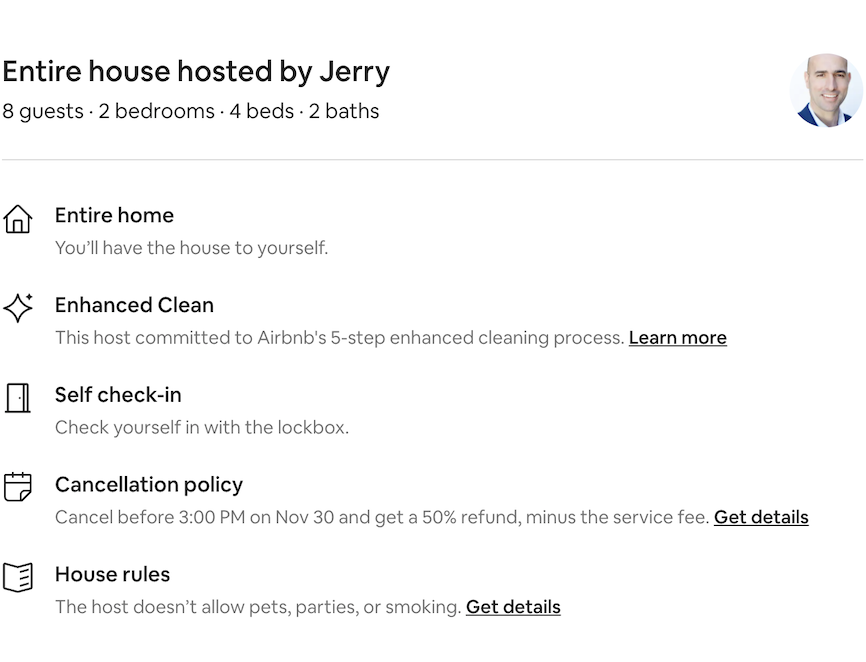 Entire house hosted by Jerry
8 guests · 2 bedrooms · 4 beds · 2 baths
Entire home
You’ll have the house to yourself.
Enhanced Clean
This host committed to Airbnb's 5-step enhanced cleaning process. Learn more
Self check-in
Check yourself in with the lockbox.
Cancellation policy
Cancel before 3:00 PM on Nov 30 and get a 50% refund, minus the service fee. Get details
House rules
The host doesn’t allow pets, parties, or smoking. Get details